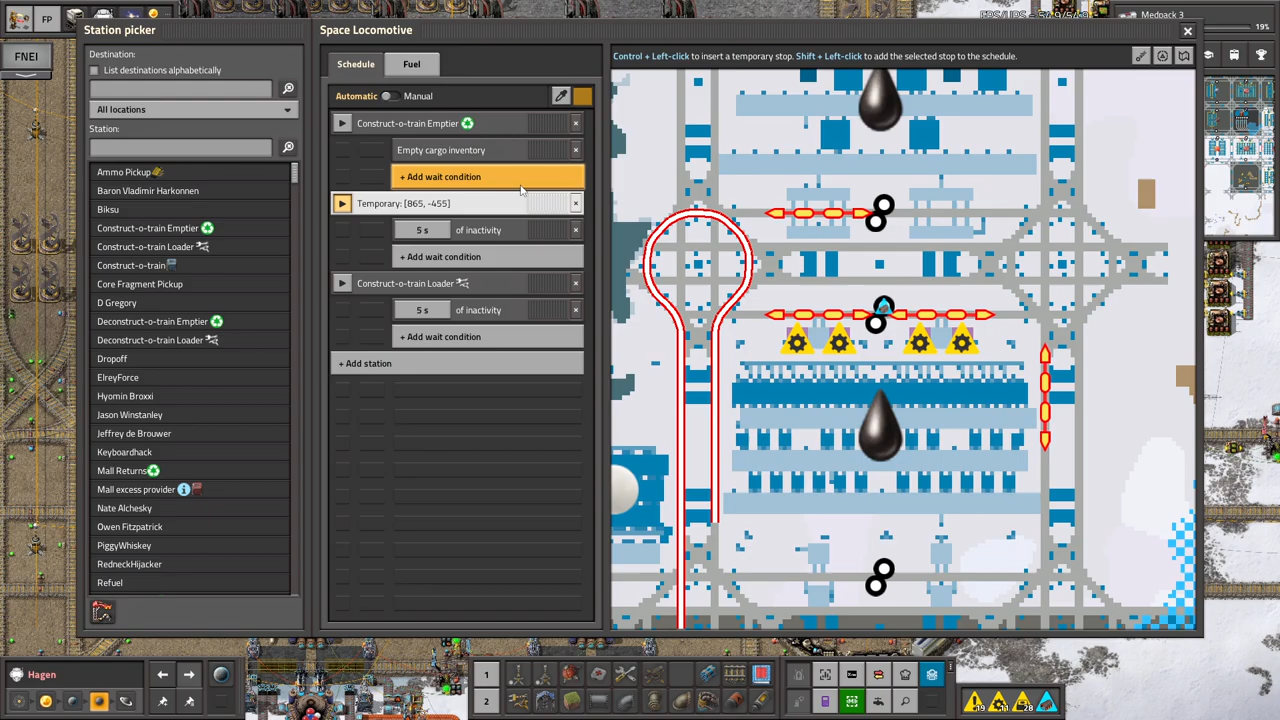 FP
FNEI
Station picker
Destination:
List destinations alphabetically
All locations
Station:
Ammo Pickup
Baron Vladimir Harkonnen
Biksu
Construct-o-train Emptier
Construct-o-train Loader
Construct-o-train
Core Fragment Pickup
D Gregory
Deconstruct-o-train Emptier
Deconstruct-o-train Loader
Dropoff
ElreyForce
Hyomin Broxxi
Jason Winstanley
Jeffrey de Brouwer
Keyboardhack
Mall Returns
Mall excess provider
Nate Alchesky
Owen Fitzpatrick
PiggyWhiskey
RedneckHijacker
Refuel
Space Locomotive
Schedule
Fuel
Automatic
Manual
Construct-o-train Emptier
Empty cargo inventory
+ Add wait condition
Temporary: [865, -455]
5 s
of inactivity
+ Add wait condition
Construct-o-train Loader
5 s
of inactivity
+ Add wait condition
+ Add station
Control + Left-click to insert a temporary stop. Shift + Left-click to add the selected stop to the schedule.
Medpack 3
19%
Hagen
1
2